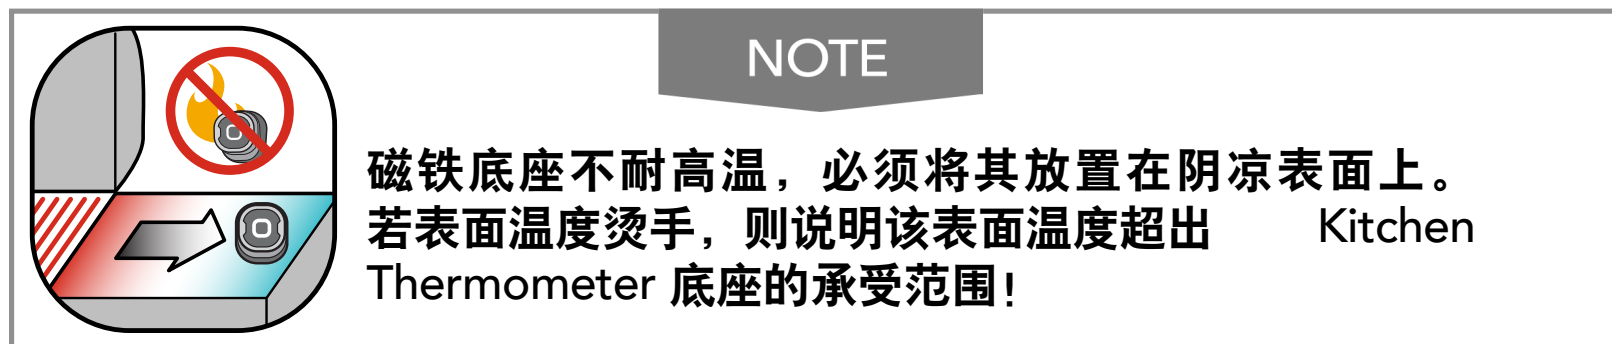 NOTE
磁铁底座不耐高温，必须将其放置在阴凉表面上。
若表面温度烫手，则说明该表面温度超出 Kitchen
Thermometer 底座的承受范围！